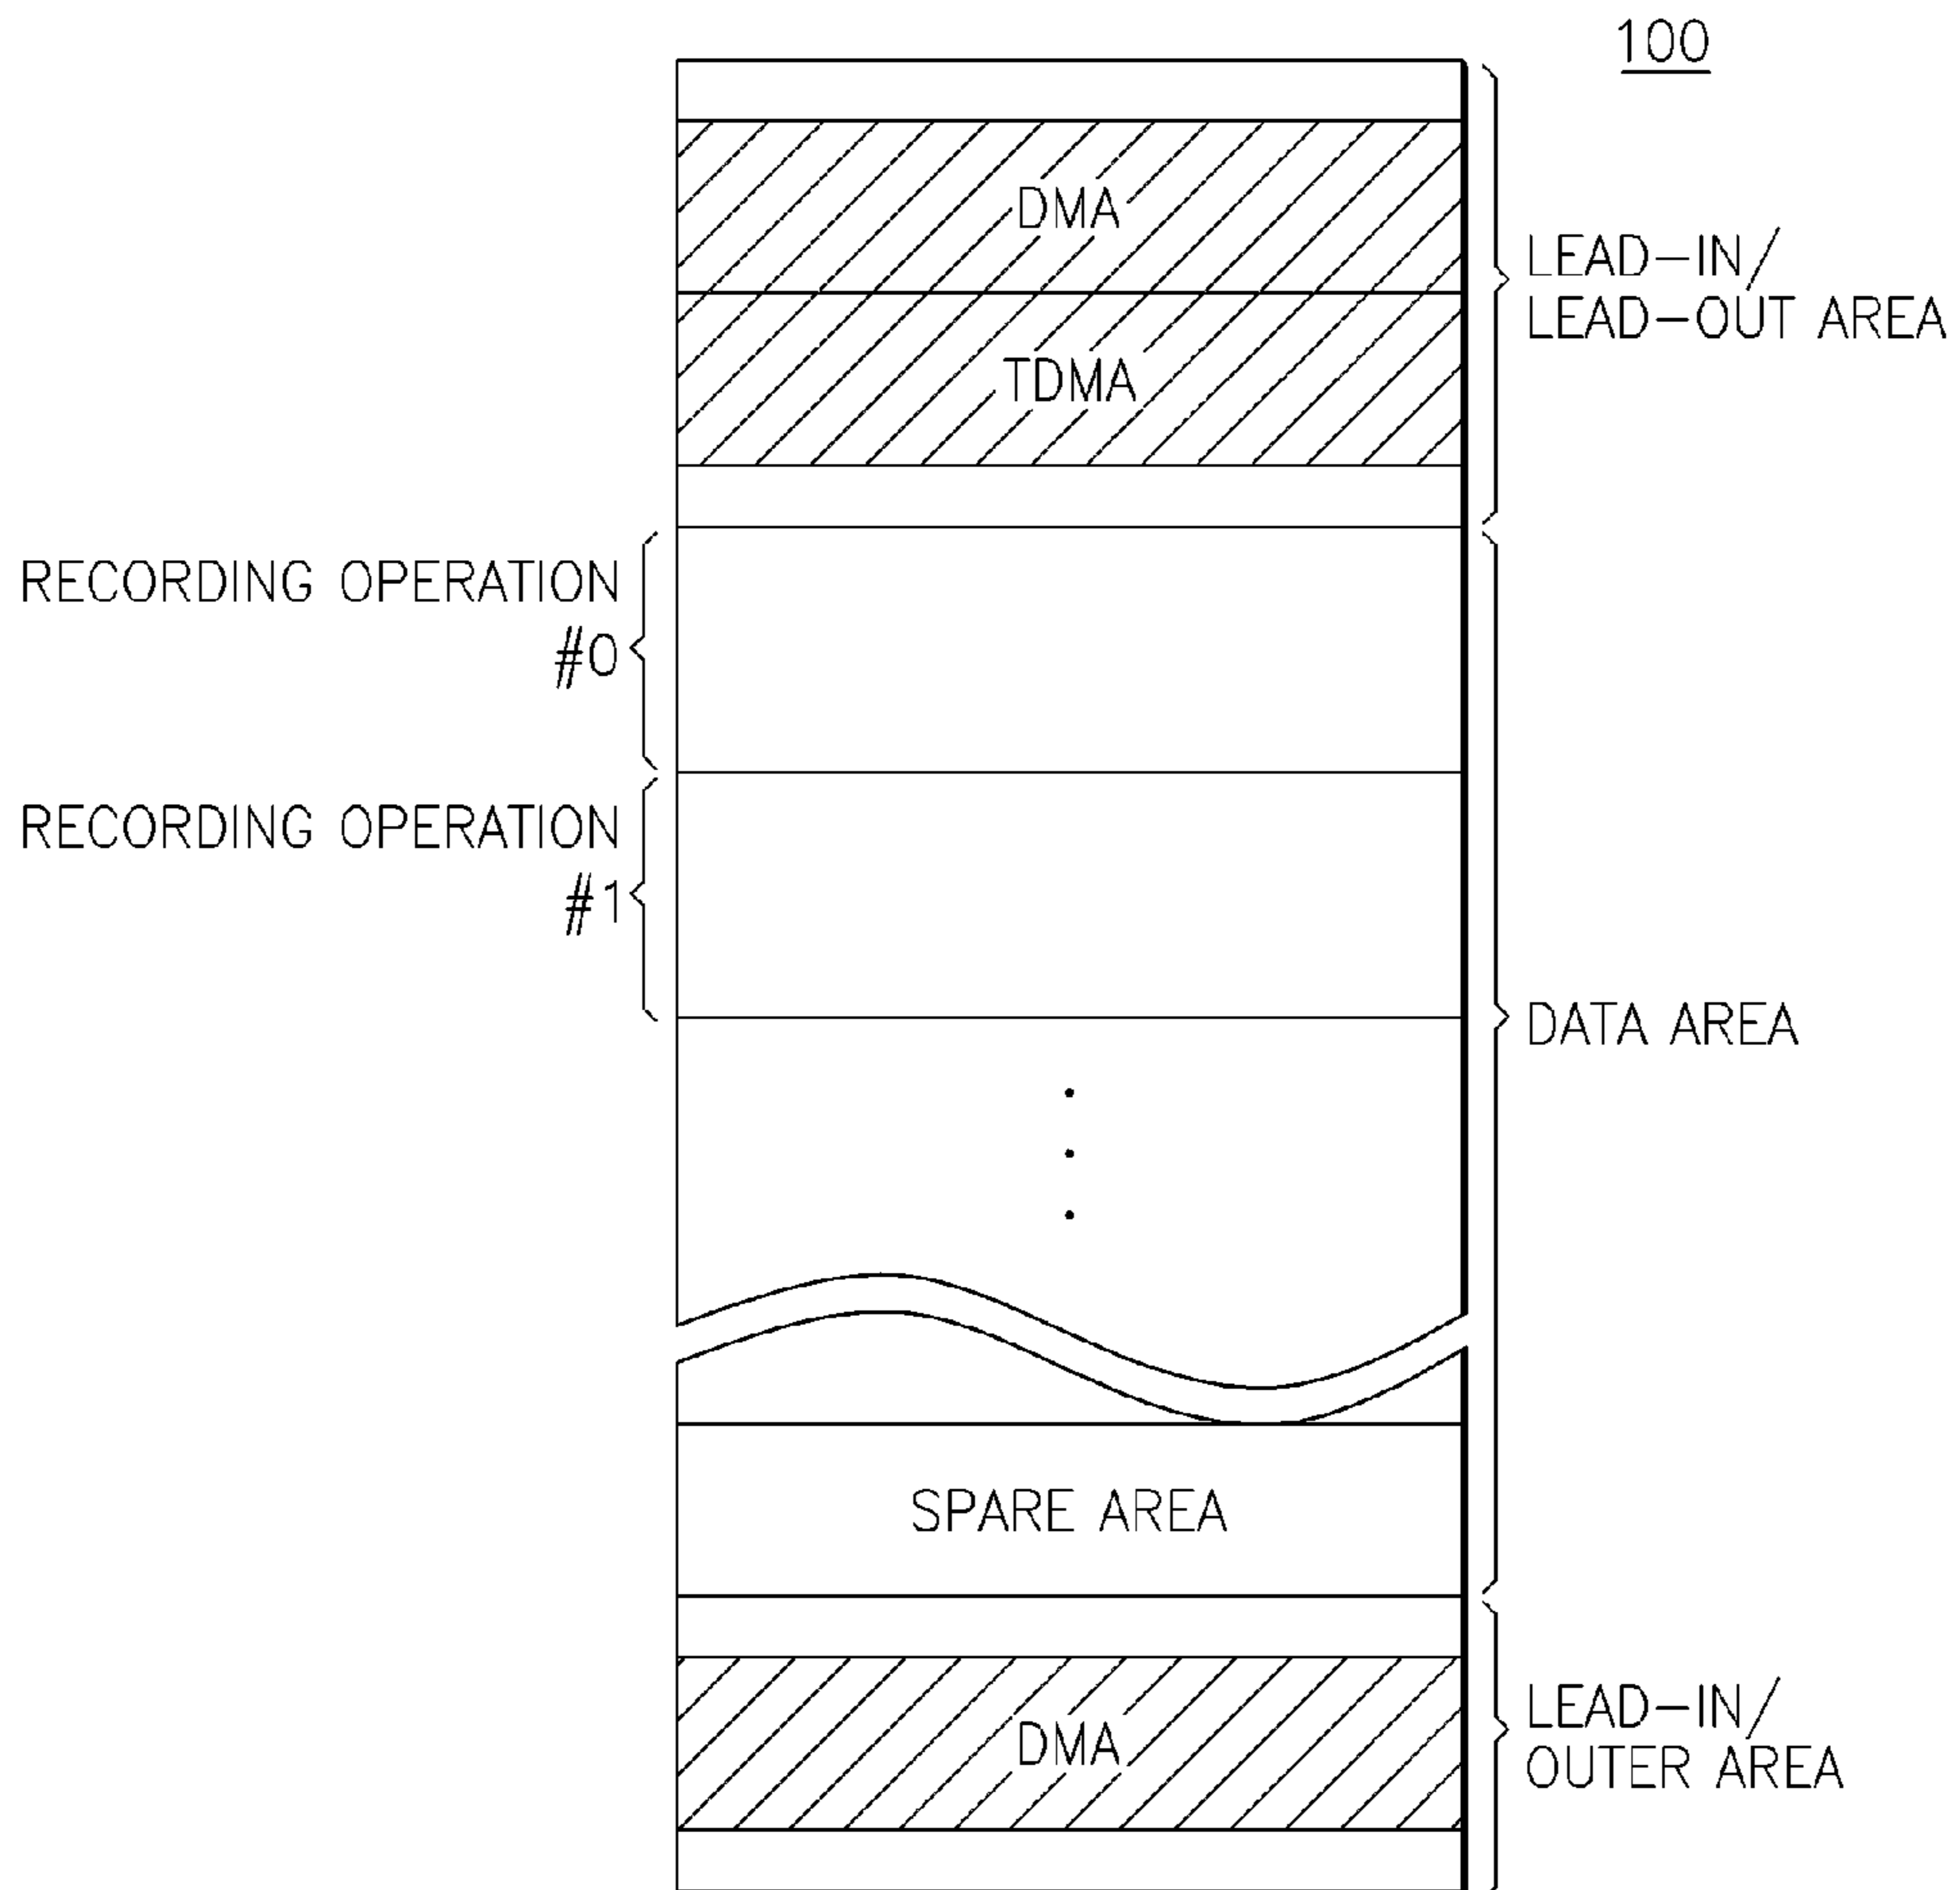 100
DMA
LEAD-IN/
LEAD-OUT AREA
TDMA
RECORDING OPERATION
#0
RECORDING OPERATION
#1
DATA AREA
SPARE AREA
LEAD-IN/
OUTER AREA
DMA